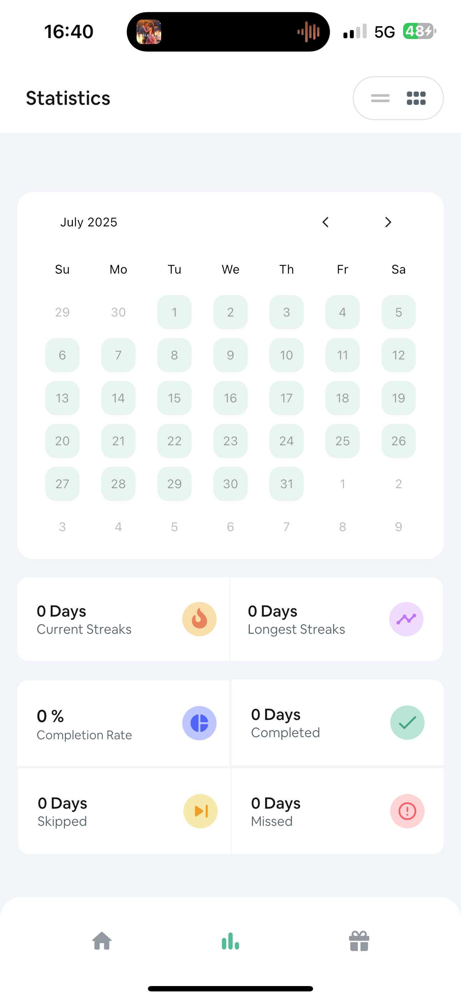 16:40
5G
48
Statistics
July 2025
Su Mo Tu We Th Fr Sa
29 30 1 2 3 4 5
6 7 8 9 10 11 12
13 14 15 16 17 18 19
20 21 22 23 24 25 26
27 28 29 30 31 1 2
3 4 5 6 7 8 9
0 Days
Current Streaks
0 Days
Longest Streaks
0 %
Completion Rate
0 Days
Completed
0 Days
Skipped
0 Days
Missed